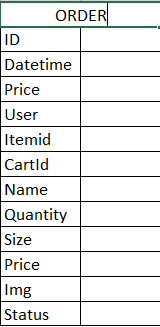 ORDER
ID
Datetime
Price
User
Itemid
CartId
Name
Quantity
Size
Price
Img
Status